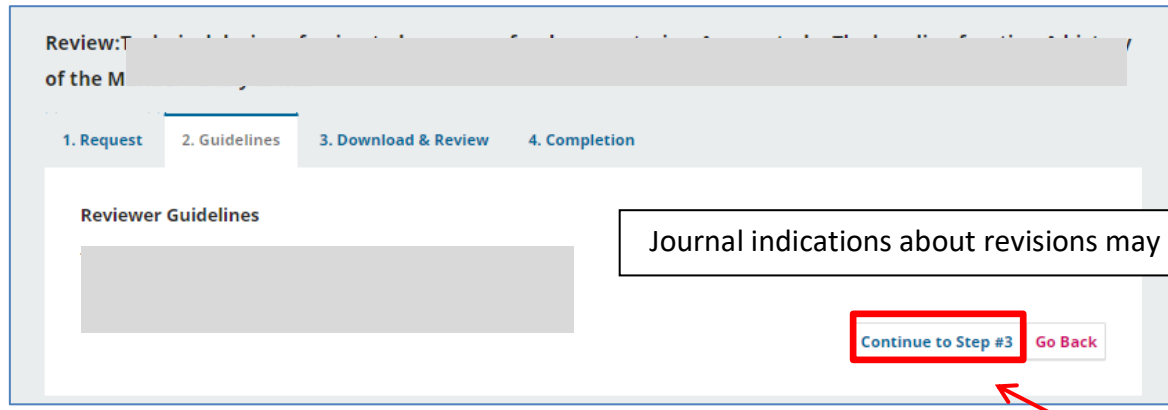 Review:T
of the M
1. Request 2. Guidelines 3. Download & Review 4. Completion
Reviewer Guidelines
Journal indications about revisions may
Continue to Step #3 Go Back